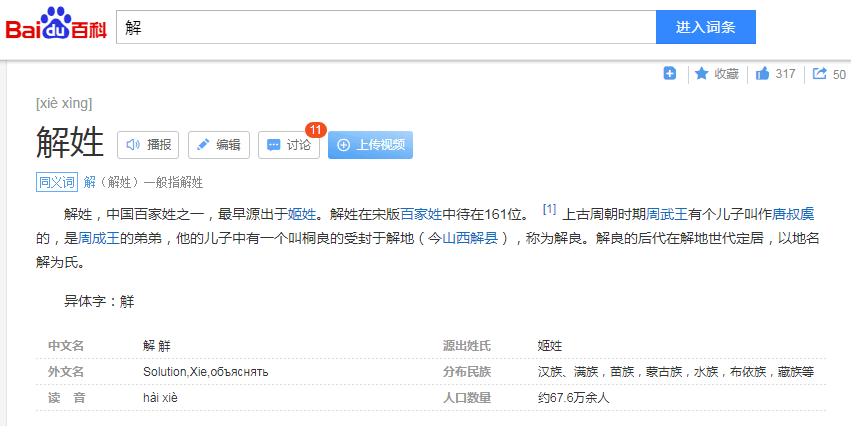 Bai du 百科 解 进入词条
收藏 317 50
[xiè xìng]
解姓 播报 编辑 讨论 11 上传视频
同义词 解（解姓）一般指解姓
解姓，中国百家姓之一，最早源出于姬姓。解姓在宋版百家姓中待在161位。 [1] 上古周朝时期周武王有个儿子叫作唐叔虞
的，是周成王的弟弟，他的儿子中有一个叫桐良的受封于解地（今山西解县），称为解良。解良的后代在解地世代定居，以地名
解为氏。
异体字：觧
中文名 解 觧 源出姓氏 姬姓
外文名 Solution,Xie,объяснять 分布民族 汉族、满族，苗族，蒙古族，水族，布依族，藏族等
读 音 hài xiè 人口数量 约67.6万余人